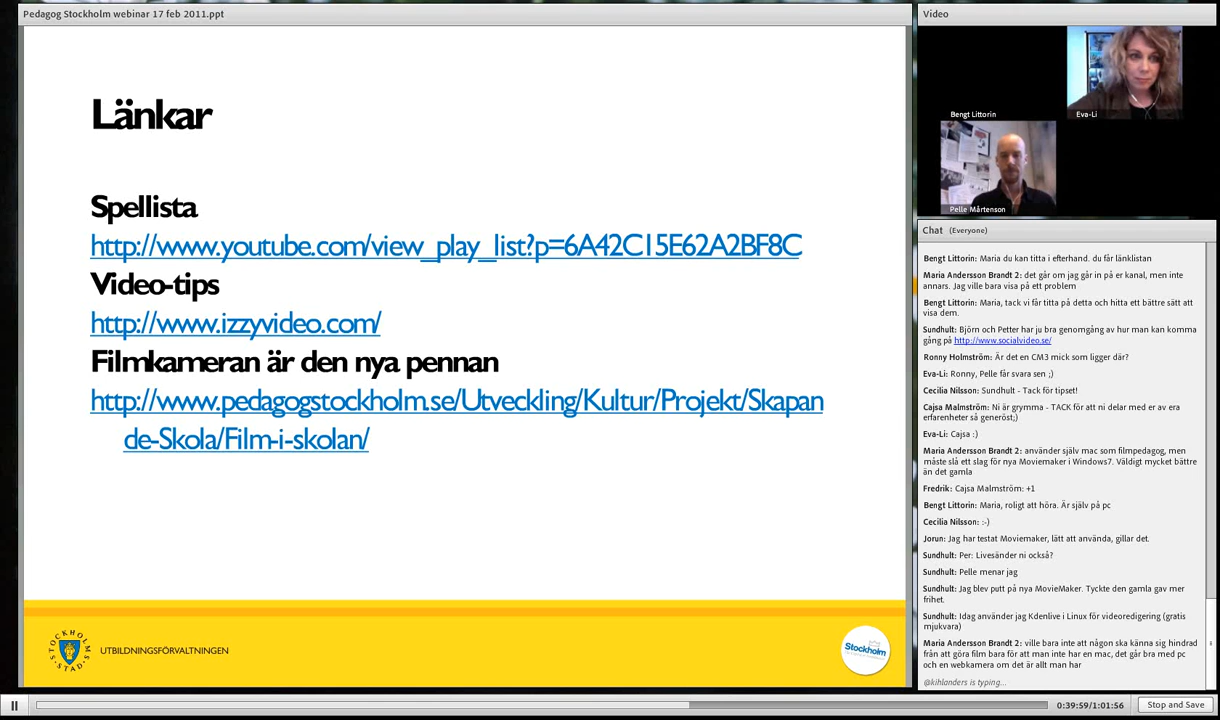 Pedagog Stockholm webinar 17 feb 2011.ppt
Länkar
Spellista
http://www.youtube.com/view_play_list?p=6A42C15E62A2BF8C
Video-tips
http://www.izzyvideo.com/
Filmkameran är den nya pennan
http://www.pedagogstockholm.se/Utveckling/Kultur/Projekt/Skapan
de-Skola/Film-i-skolan/
STOCKHOLMS STAD
UTBILDNINGSFÖRVALTNINGEN
Stockholm
Video
Bengt Littorin
Eva-Li
Pelle Mårtenson
Chat (Everyone)
Bengt Littorin: Maria du kan titta i efterhand. du får länklistan
Maria Andersson Brandt 2: det går om jag går in på er kanal, men inte
annars. Jag ville bara visa på ett problem
Bengt Littorin: Maria, tack vi får titta på detta och hitta ett bättre sätt att
visa dem.
Sundhult: Björn och Petter har ju bra genomgång av hur man kan komma
gång på http://www.socialvideo.se/
Ronny Holmström: Är det en CM3 mick som ligger där?
Eva-Li: Ronny, Pelle får svara sen ;)
Cecilia Nilsson: Sundhult - Tack för tipset!
Cajsa Malmström: Ni är grymma - TACK för att ni delar med er av era
erfarenheter så generöst;)
Eva-Li: Cajsa :)
Maria Andersson Brandt 2: använder själv mac som filmpedagog, men
måste slå ett slag för nya Moviemaker i Windows7. Väldigt mycket bättre
än det gamla
Fredrik: Cajsa Malmström: +1
Bengt Littorin: Maria, roligt att höra. Är själv på pc
Cecilia Nilsson: :-)
Jorun: Jag har testat Moviemaker, lätt att använda, gillar det.
Sundhult: Per: Livesänder ni också?
Sundhult: Pelle menar jag
Sundhult: Jag blev putt på nya MovieMaker. Tyckte den gamla gav mer
frihet.
Sundhult: Idag använder jag Kdenlive i Linux för videoredigering (gratis
mjukvara)
Maria Andersson Brandt 2: ville bara inte att någon ska känna sig hindrad
från att göra film bara för att man inte har en mac, det går bra med pc
och en webkamera om det är allt man har
@kihlanders is typing...
0:39:59/1:01:56
Stop and Save